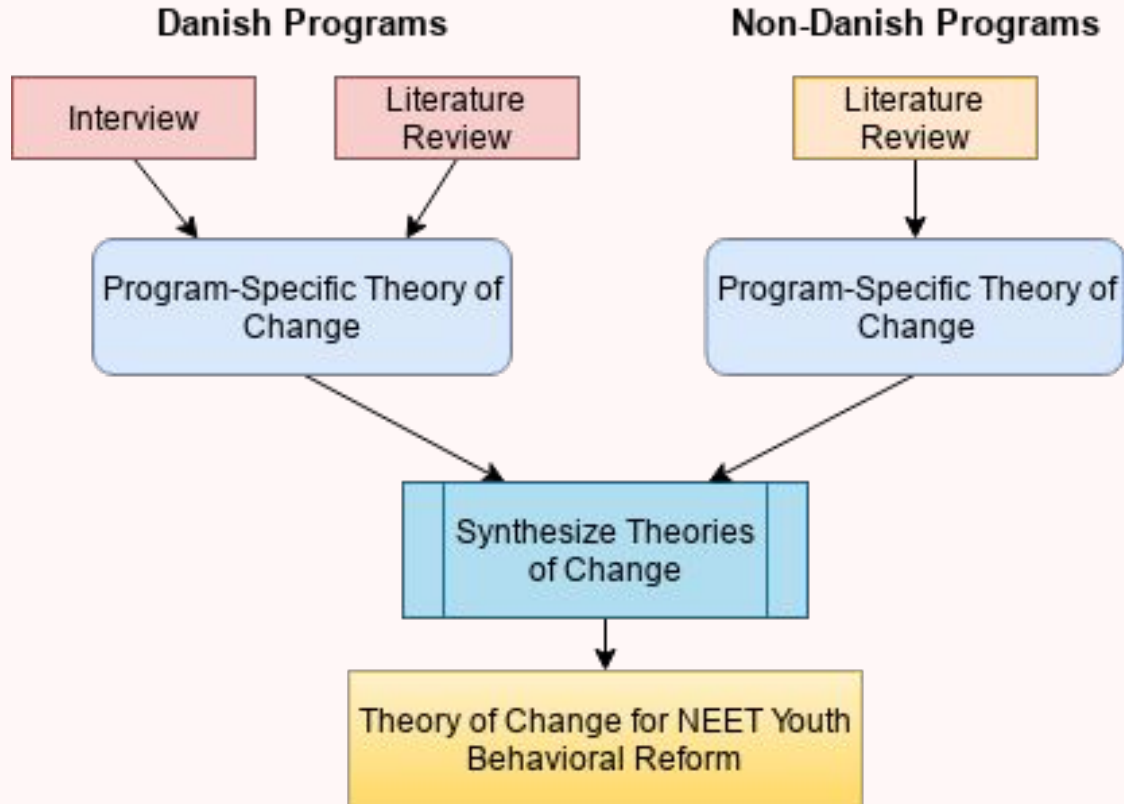 Danish Programs
Non-Danish Programs
Interview
Literature
Review
Literature
Review
Program-Specific Theory of
Change
Program-Specific Theory of
Change
Synthesize Theories
of Change
Theory of Change for NEET Youth
Behavioral Reform